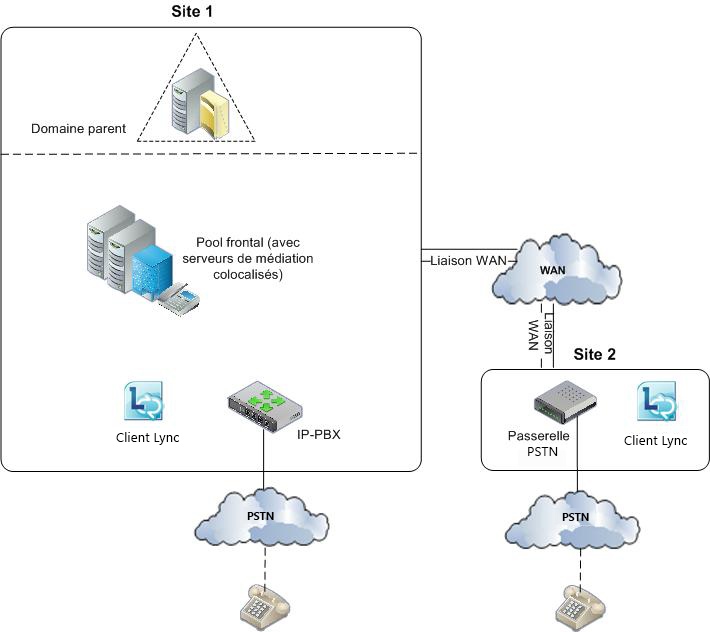 Site 1
Domaine parent
Pool frontal (avec
serveurs de médiation
colocalisés)
Liaison WAN
WAN
Liaison
WAN
Site 2
Client Lync
IP-PBX
Passerelle
PSTN
Client Lync
PSTN
PSTN